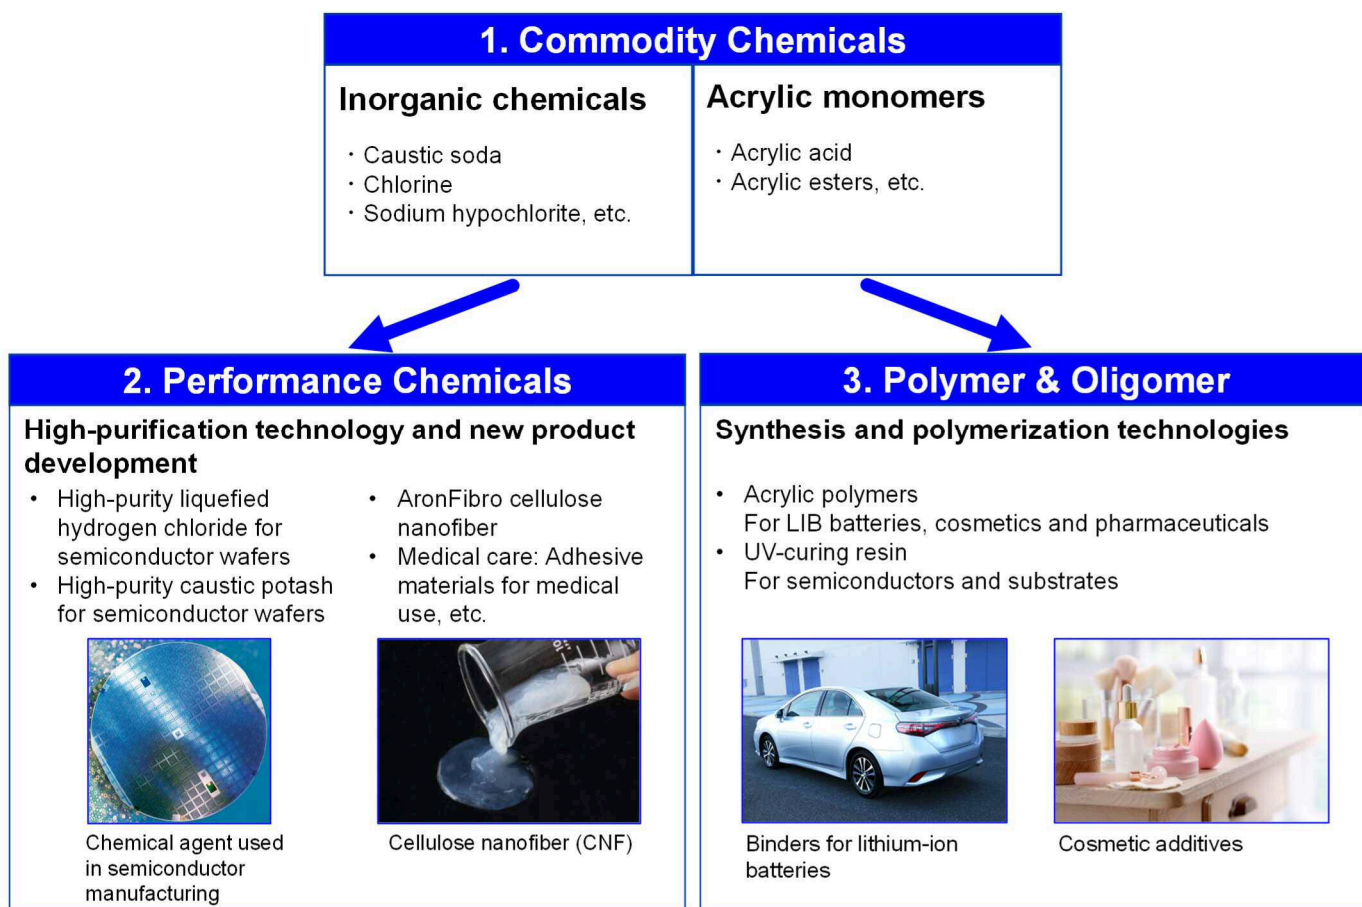 1. Commodity Chemicals
Inorganic chemicals
・Caustic soda
・Chlorine
・Sodium hypochlorite, etc.
Acrylic monomers
・Acrylic acid
・Acrylic esters, etc.
2. Performance Chemicals
High-purification technology and new product
development
• High-purity liquefied
hydrogen chloride for
semiconductor wafers
• High-purity caustic potash
for semiconductor wafers
• AronFibro cellulose
nanofiber
• Medical care: Adhesive
materials for medical
use, etc.
Chemical agent used
in semiconductor
manufacturing
Cellulose nanofiber (CNF)
3. Polymer & Oligomer
Synthesis and polymerization technologies
• Acrylic polymers
For LIB batteries, cosmetics and pharmaceuticals
• UV-curing resin
For semiconductors and substrates
Binders for lithium-ion
batteries
Cosmetic additives